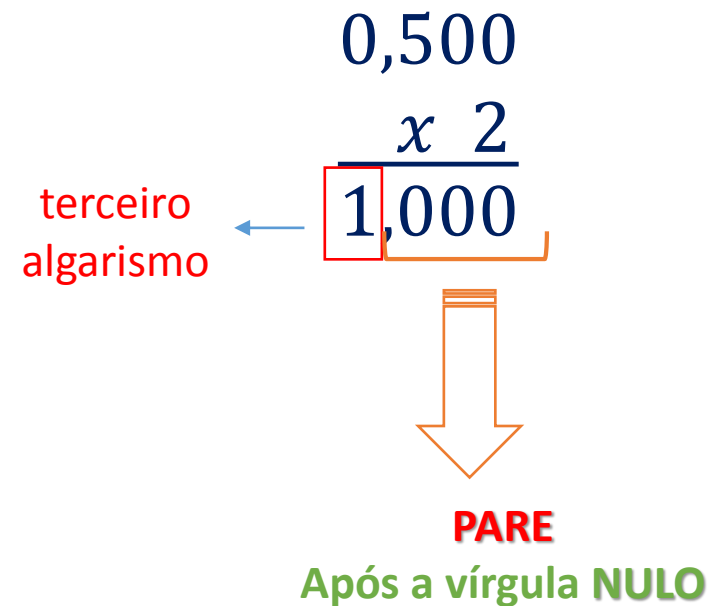 0,500
x 2
1,000
terceiro
algarismo
PARE
Após a vírgula NULO